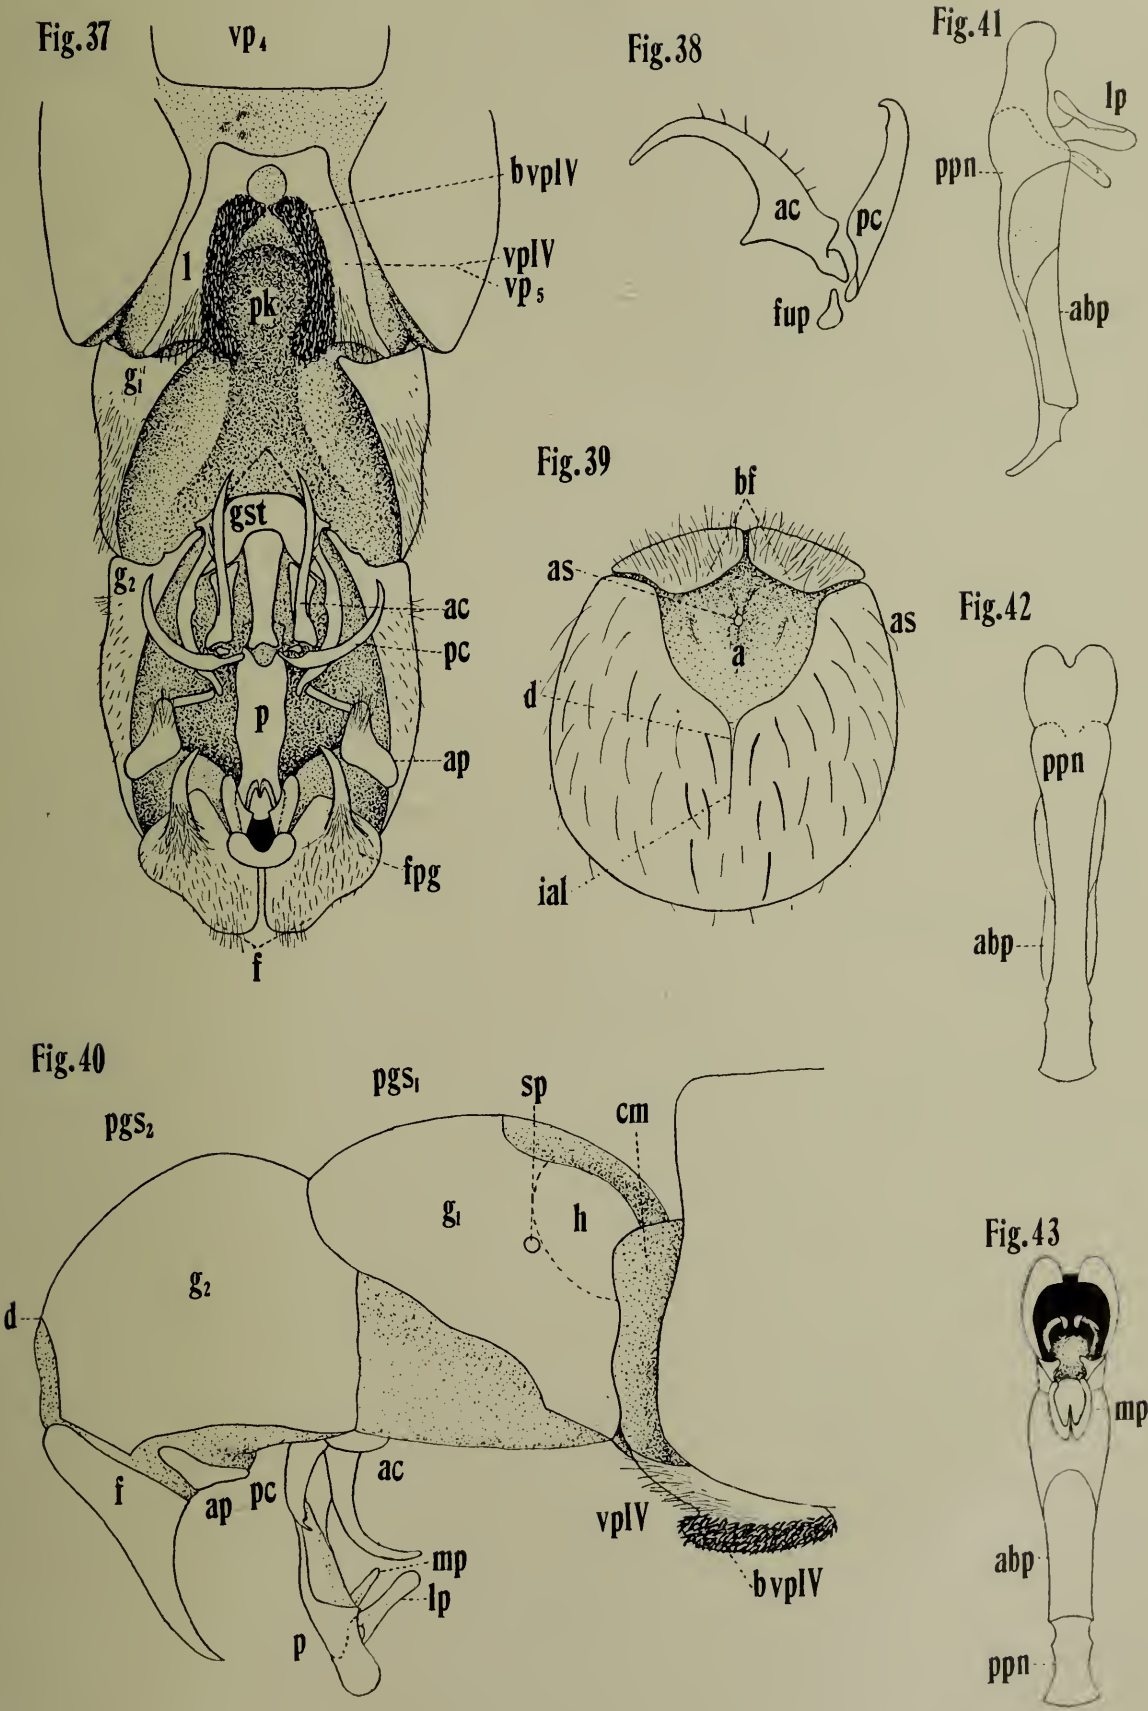 Fig. 37
vp4
bvpIV
vpIV
vp5
l
pk
g1
gst
g2
ac
pc
p
ap
fpg
f
Fig. 38
ac
pc
fup
Fig. 41
lp
ppn
abp
Fig. 39
bf
as
as
a
d
ial
Fig. 42
ppn
abp
Fig. 40
pgs2
pgs1
sp
cm
g1
h
g2
d
f
ap
pc
ac
mp
lp
p
vpIV
bvpIV
Fig. 43
mp
abp
ppn